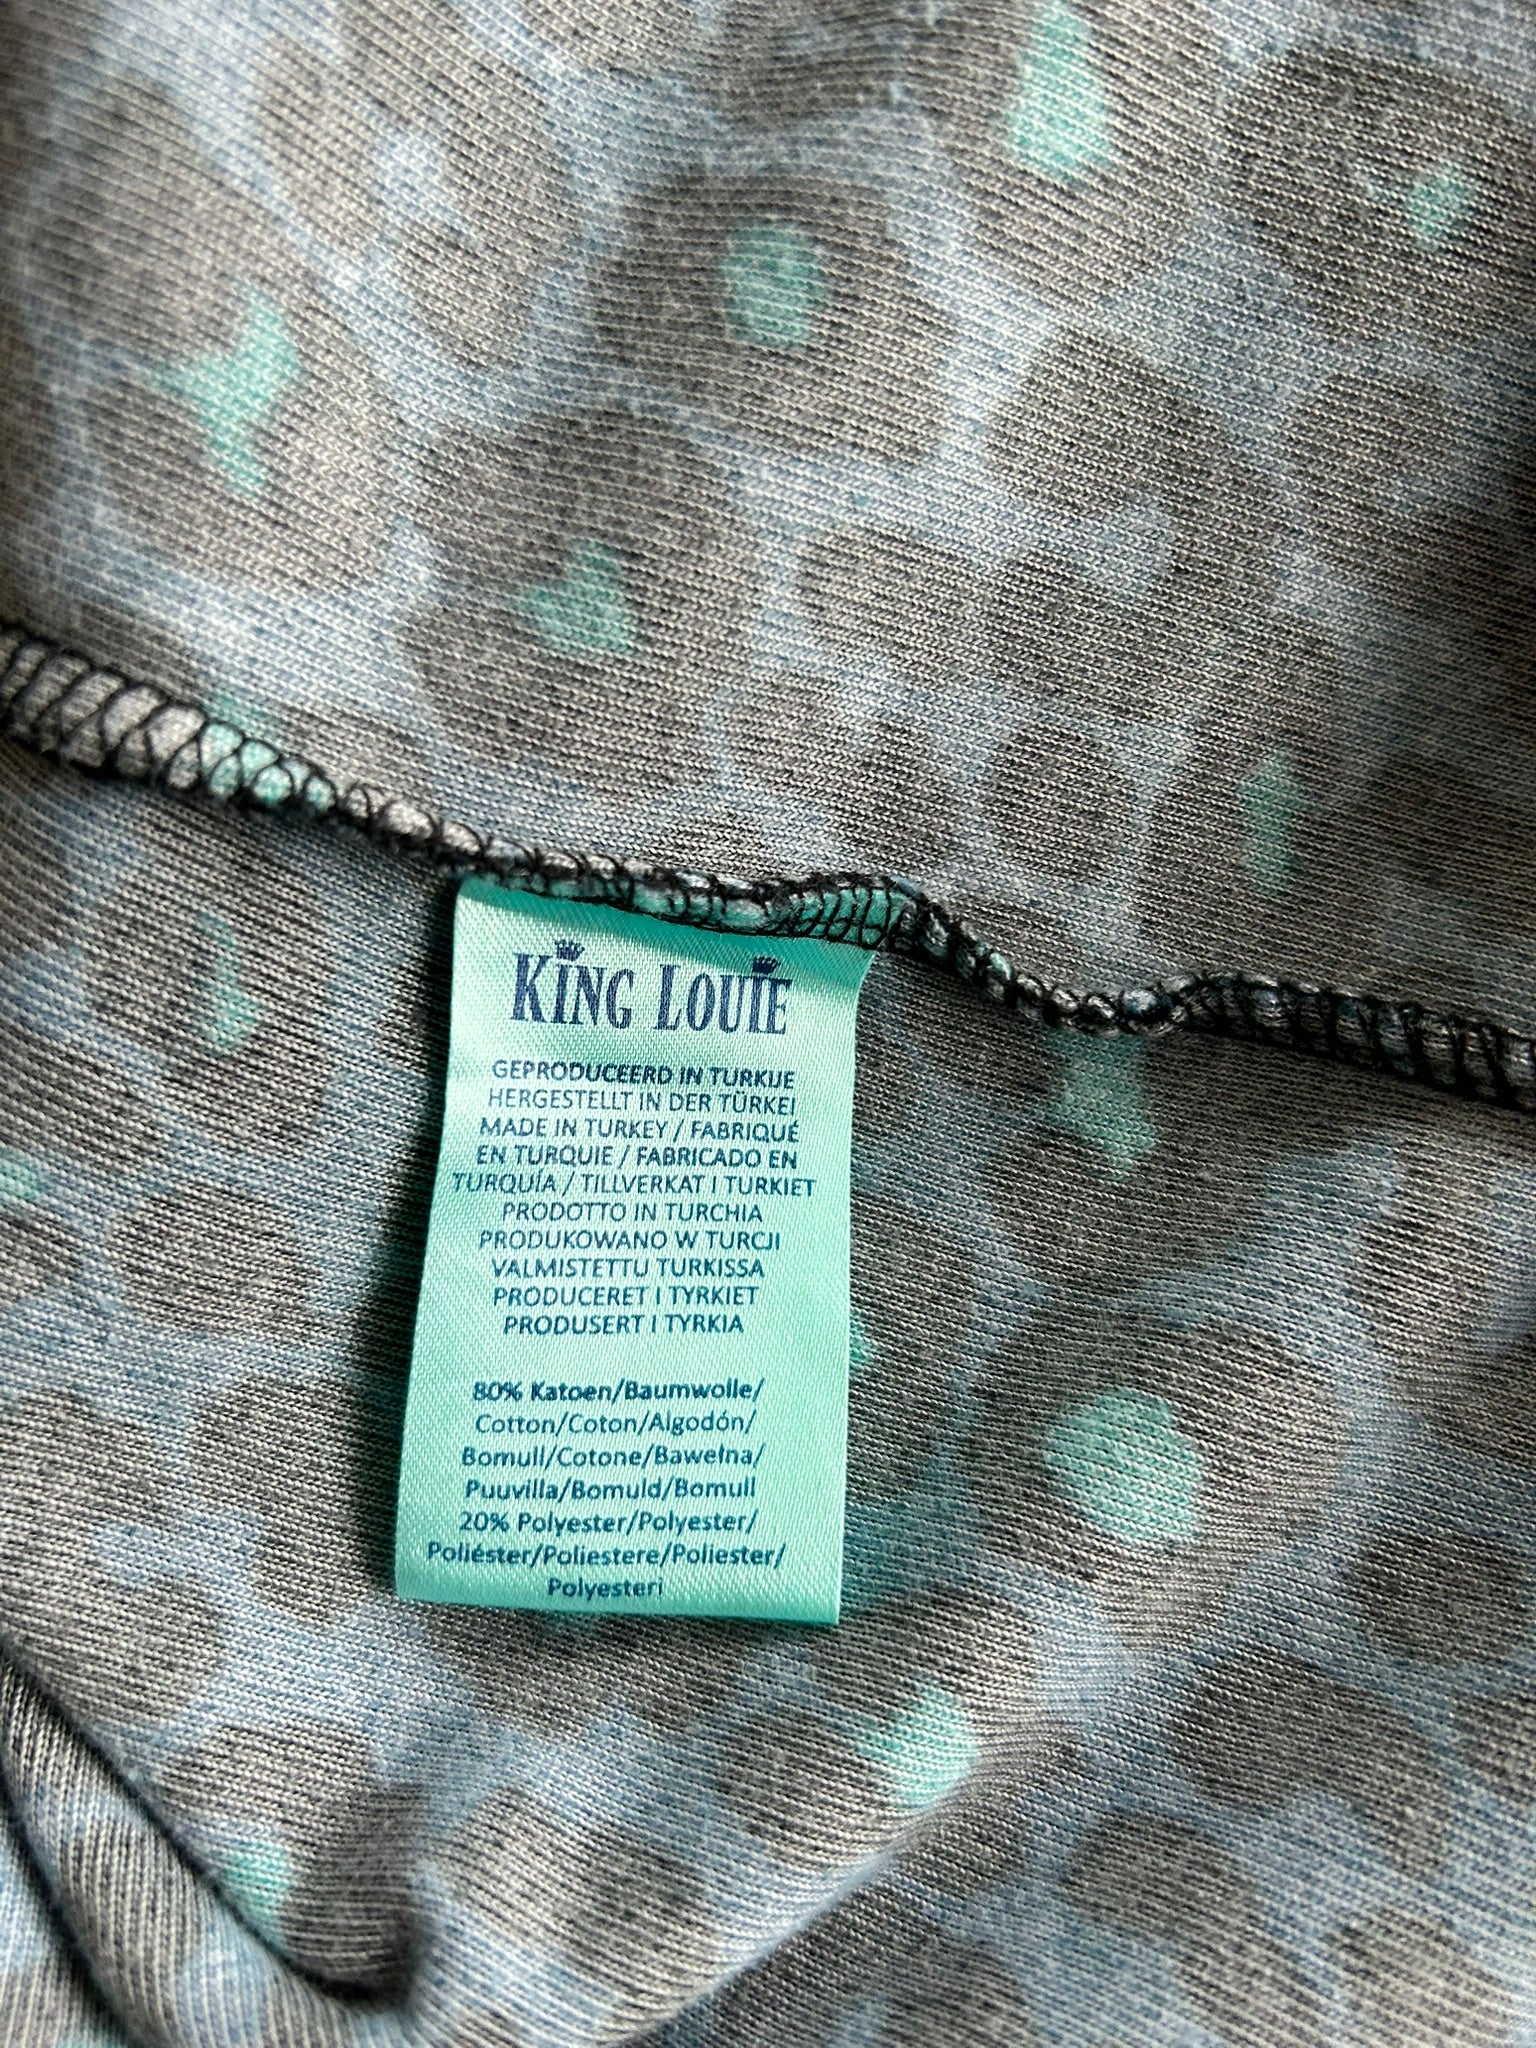 KING LOUIE
GEPRODUCEERD IN TURKIJE
HERGESTELLT IN DER TÜRKEI
MADE IN TURKEY / FABRIQUÉ
EN TURQUIE / FABRICADO EN
TURQUÍA / TILLVERKAT I TURKIET
PRODOTTO IN TURCHIA
PRODUKOWANO W TURCJI
VALMISTETTU TURKISSA
PRODUCERET I TYRKIET
PRODUSERT I TYRKIA
80% Katoen/Baumwolle/
Cotton/Coton/Algodón/
Bomull/Cotone/Bawełna/
Puuvilla/Bomuld/Bomull
20% Polyester/Polyester/
Poliéster/Poliestere/Poliester/
Polyesteri